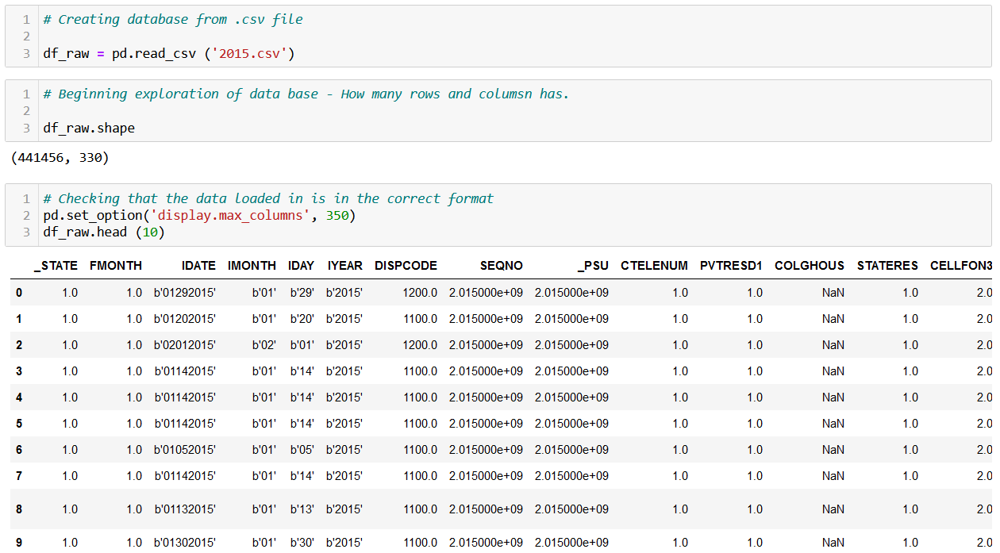 1 # Creating database from .csv file
2
3 df_raw = pd.read_csv ('2015.csv')
1 # Beginning exploration of data base - How many rows and columsn has.
2
3 df_raw.shape
(441456, 330)
1 # Checking that the data loaded in is in the correct format
2 pd.set_option('display.max_columns', 350)
3 df_raw.head (10)
_STATE FMONTH IDATE IMONTH IDAY IYEAR DISPCODE SEQNO _PSU CTELENUM PVTRESD1 COLGHOUS STATERES CELLFON3
0 1.0 1.0 b'01292015' b'01' b'29' b'2015' 1200.0 2.015000e+09 2.015000e+09 1.0 1.0 NaN 1.0 2.0
1 1.0 1.0 b'01202015' b'01' b'20' b'2015' 1100.0 2.015000e+09 2.015000e+09 1.0 1.0 NaN 1.0 2.0
2 1.0 1.0 b'02012015' b'02' b'01' b'2015' 1200.0 2.015000e+09 2.015000e+09 1.0 1.0 NaN 1.0 2.0
3 1.0 1.0 b'01142015' b'01' b'14' b'2015' 1100.0 2.015000e+09 2.015000e+09 1.0 1.0 NaN 1.0 2.0
4 1.0 1.0 b'01142015' b'01' b'14' b'2015' 1100.0 2.015000e+09 2.015000e+09 1.0 1.0 NaN 1.0 2.0
5 1.0 1.0 b'01142015' b'01' b'14' b'2015' 1100.0 2.015000e+09 2.015000e+09 1.0 1.0 NaN 1.0 2.0
6 1.0 1.0 b'01052015' b'01' b'05' b'2015' 1100.0 2.015000e+09 2.015000e+09 1.0 1.0 NaN 1.0 2.0
7 1.0 1.0 b'01142015' b'01' b'14' b'2015' 1100.0 2.015000e+09 2.015000e+09 1.0 1.0 NaN 1.0 2.0
8 1.0 1.0 b'01132015' b'01' b'13' b'2015' 1100.0 2.015000e+09 2.015000e+09 1.0 1.0 NaN 1.0 2.0
9 1.0 1.0 b'01302015' b'01' b'30' b'2015' 1100.0 2.015000e+09 2.015000e+09 1.0 1.0 NaN 1.0 2.0